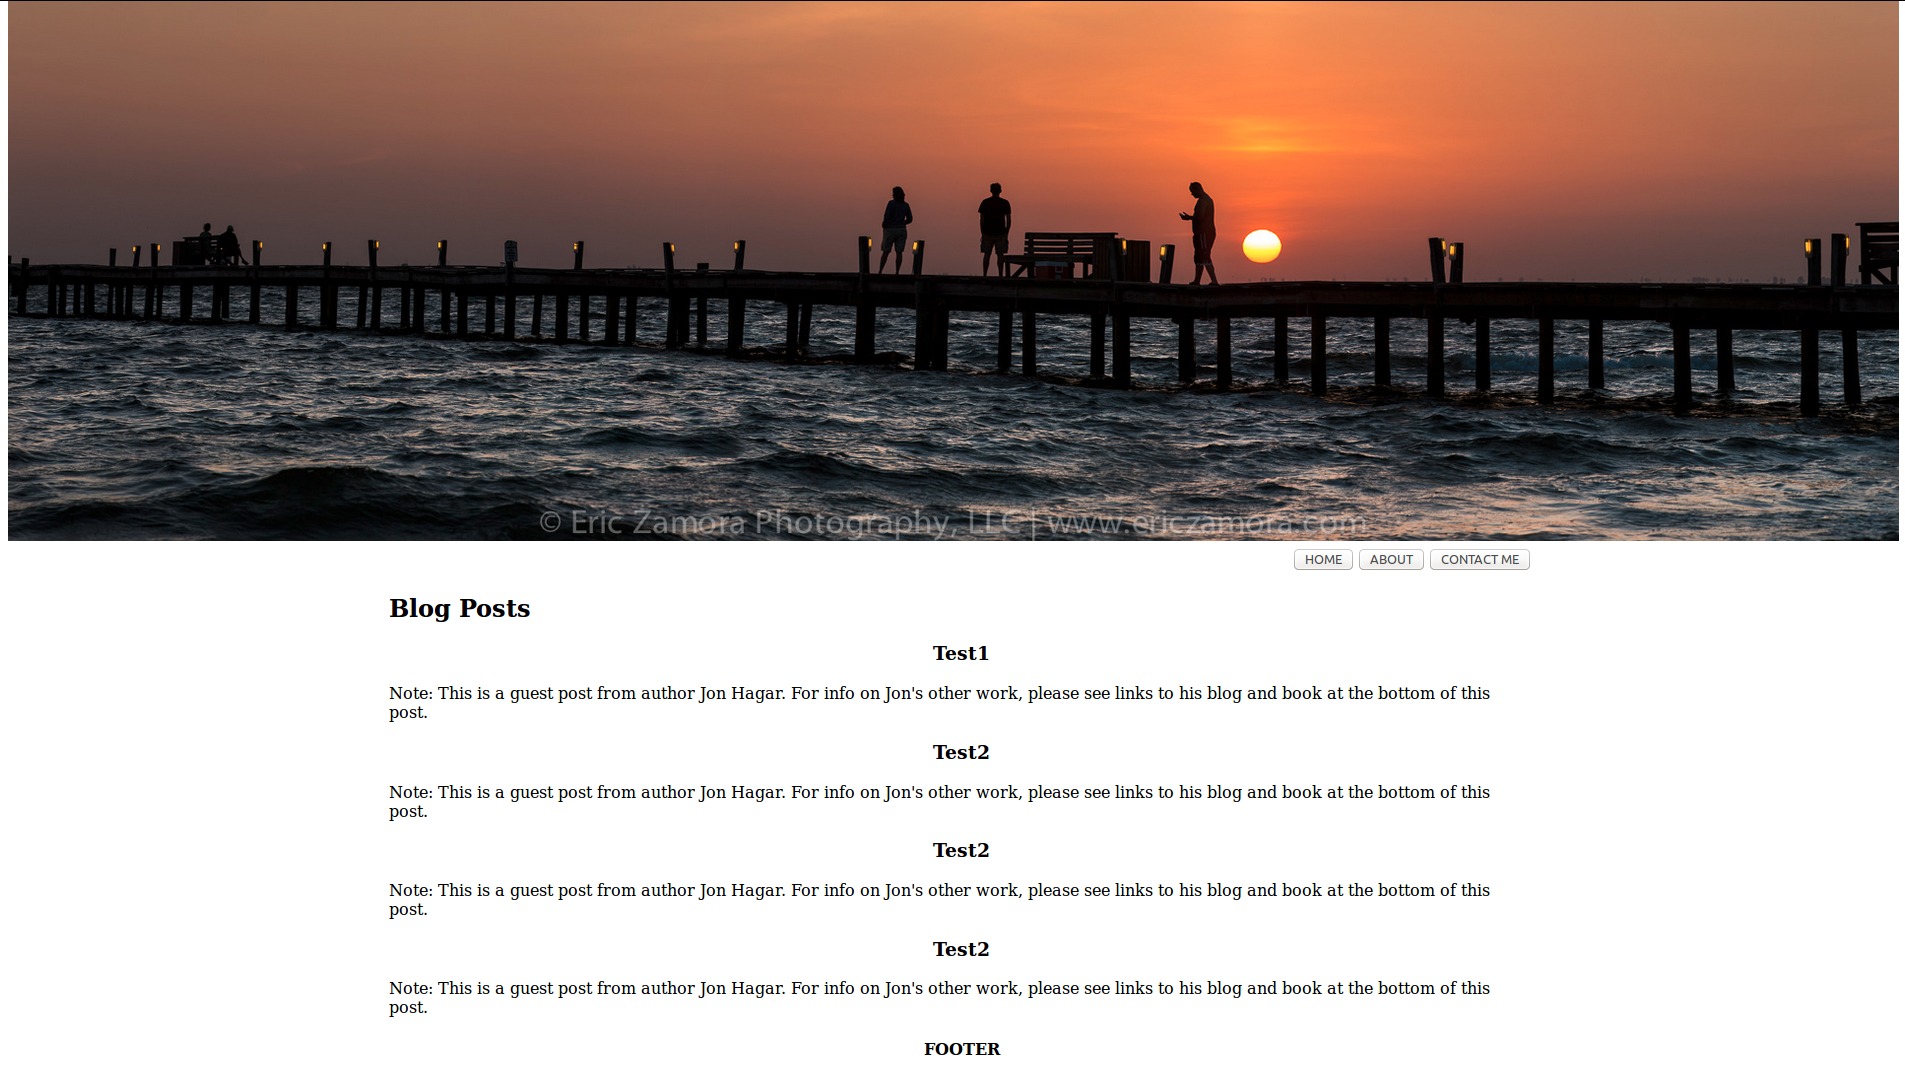 © Eric Zamora Photography, LLC | www.ericzamora.com
HOME ABOUT CONTACT ME
Blog Posts
Test1
Note: This is a guest post from author Jon Hagar. For info on Jon's other work, please see links to his blog and book at the bottom of this
post.
Test2
Note: This is a guest post from author Jon Hagar. For info on Jon's other work, please see links to his blog and book at the bottom of this
post.
Test2
Note: This is a guest post from author Jon Hagar. For info on Jon's other work, please see links to his blog and book at the bottom of this
post.
Test2
Note: This is a guest post from author Jon Hagar. For info on Jon's other work, please see links to his blog and book at the bottom of this
post.
FOOTER